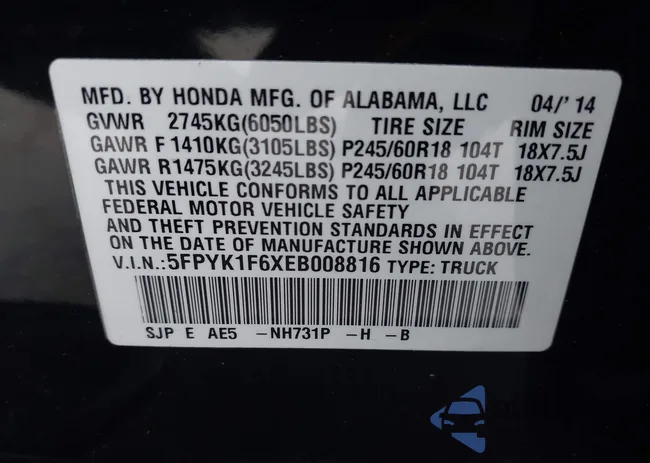 MFD. BY HONDA MFG. OF ALABAMA, LLC 04/'14
GVWR 2745KG(6050LBS) TIRE SIZE RIM SIZE
GAWR F 1410KG(3105LBS) P245/60R18 104T 18X7.5J
GAWR R1475KG(3245LBS) P245/60R18 104T 18X7.5J
THIS VEHICLE CONFORMS TO ALL APPLICABLE
FEDERAL MOTOR VEHICLE SAFETY
AND THEFT PREVENTION STANDARDS IN EFFECT
ON THE DATE OF MANUFACTURE SHOWN ABOVE.
V.I.N.:5FPYK1F6XEB008816 TYPE: TRUCK
SJP E AE5 -NH731P -H -B